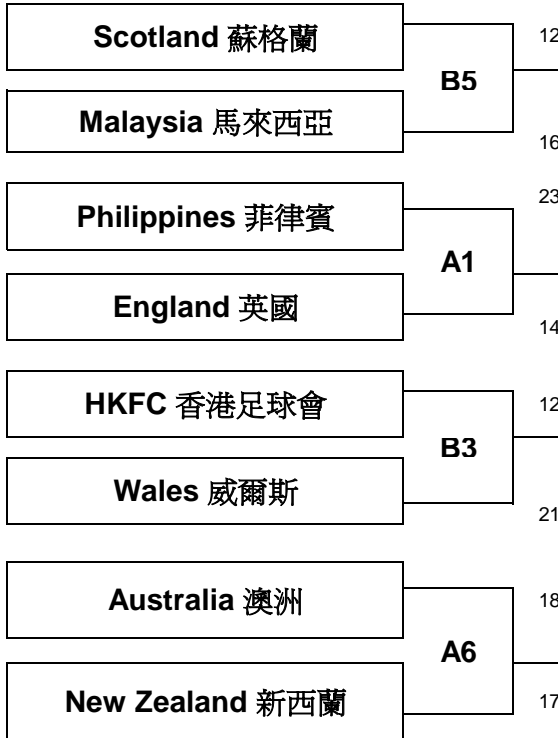 Scotland 蘇格蘭
12
B5
Malaysia 馬來西亞
16
Philippines 菲律賓
23
A1
England 英國
14
HKFC 香港足球會
12
B3
Wales 威爾斯
21
Australia 澳洲
18
A6
New Zealand 新西蘭
17